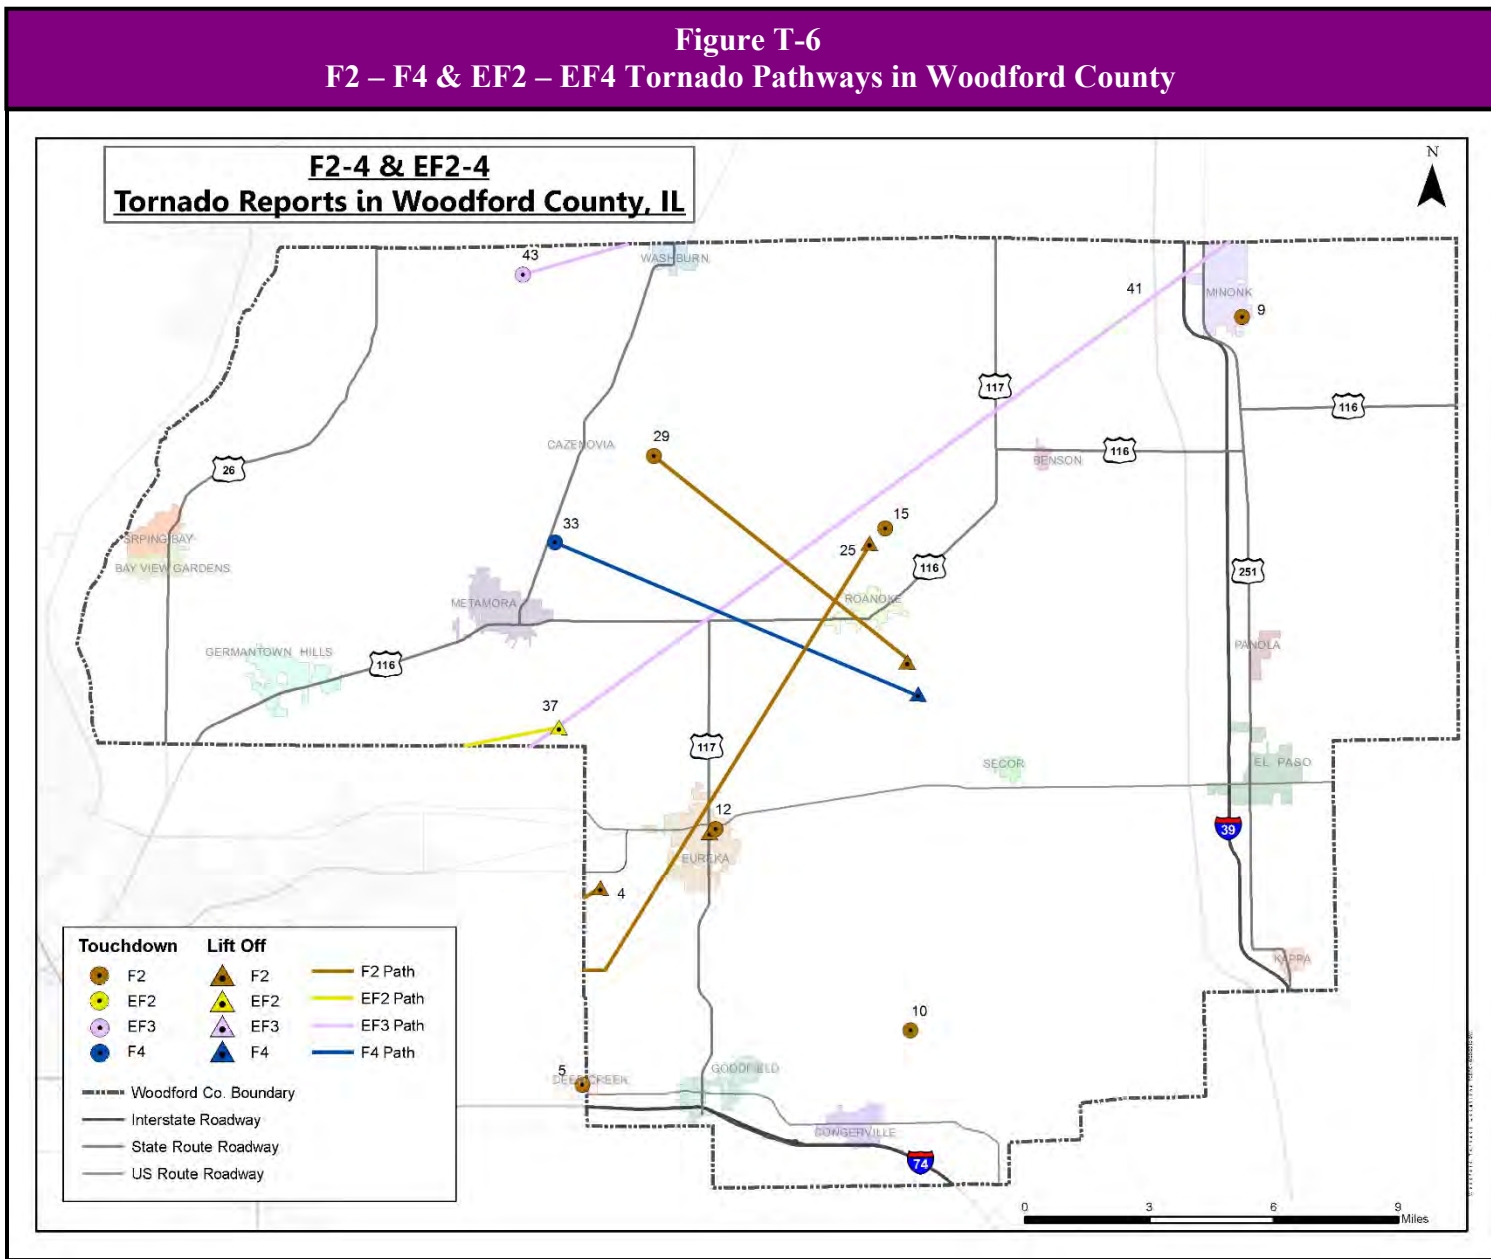 Figure T-6
F2 – F4 & EF2 – EF4 Tornado Pathways in Woodford County
F2-4 & EF2-4
Tornado Reports in Woodford County, IL
N
43
WASHBURN
41
MINONK
9
117
116
29
CAZENOVIA
26
116
BENSON
33
15
25
SRPING BAY
BAY VIEW GARDENS
116
251
METAMORA
ROANOKE
GERMANTOWN HILLS
116
PANOLA
37
117
SECOR
EL PASO
12
39
EUREKA
4
KAPPA
10
5
DEER CREEK
GOODFIELD
CONGERVILLE
74
Touchdown Lift Off
F2 F2 F2 Path
EF2 EF2 EF2 Path
EF3 EF3 EF3 Path
F4 F4 F4 Path
Woodford Co. Boundary
Interstate Roadway
State Route Roadway
US Route Roadway
0 3 6 9
Miles